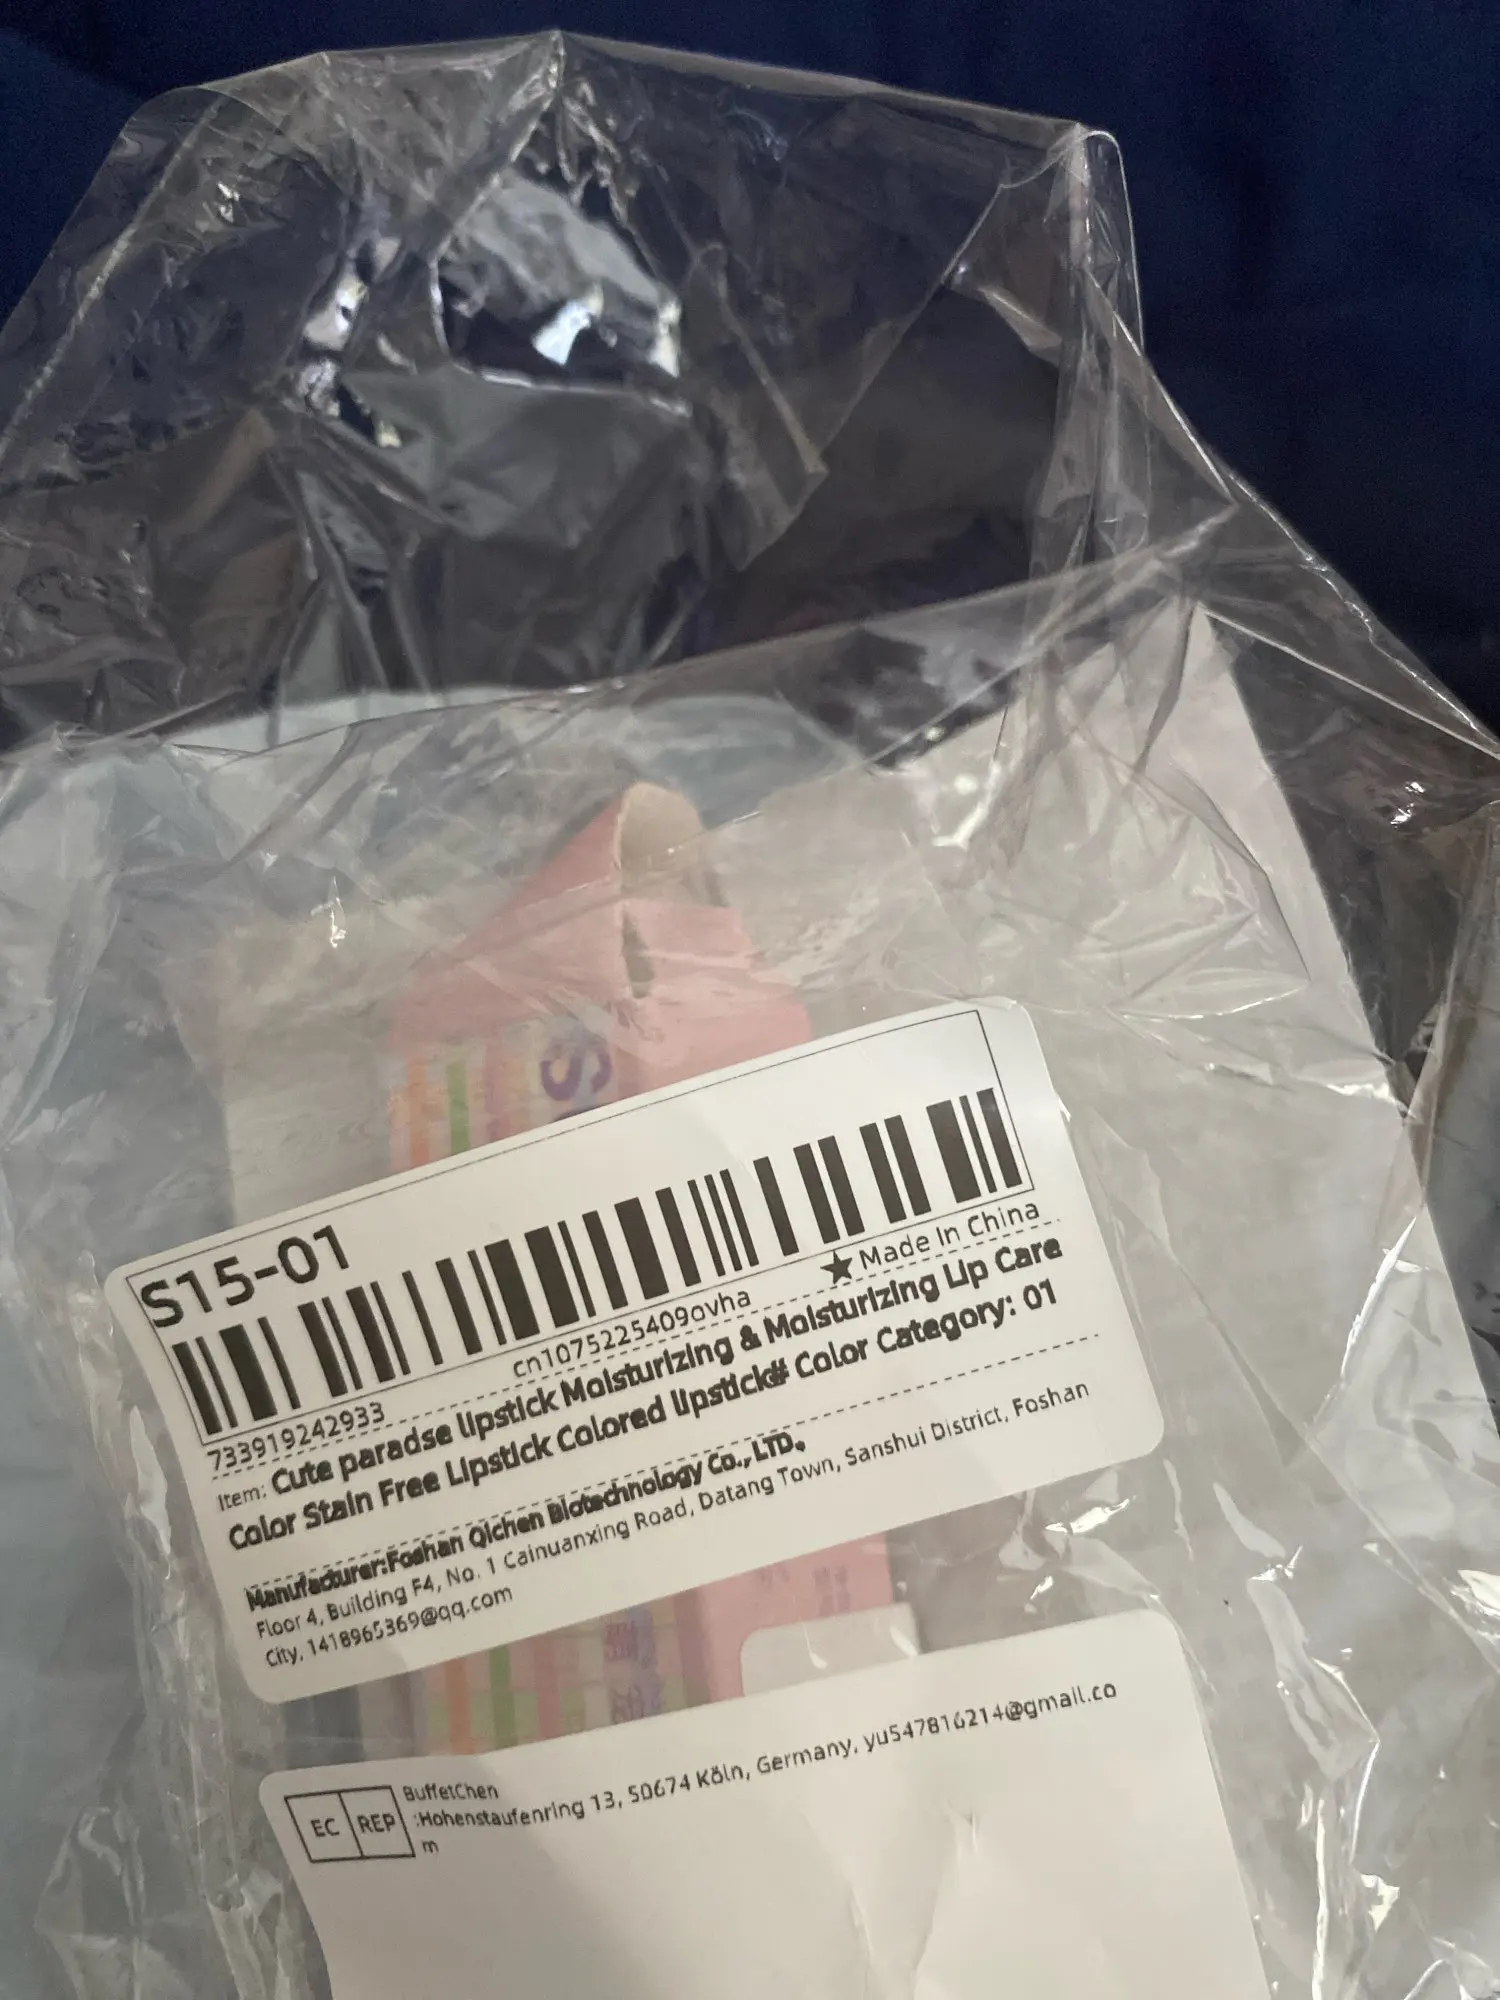 S15-01
cn1075225409ovha
★Made In China
733919242933
Item: Cute paradse lipstick Moisturizing & Moisturizing Lip Care
Color Stain Free Lipstick Colored lipstick# Color Category: 01
Manufacturer:Foshan Qichen Biotechnology Co.,LTD。
Floor 4, Building F4, No. 1 Cainuanxing Road, Datang Town, Sanshui District, Foshan
City, 1418965369@qq.com
EC REP
BuffetChen
:Hohenstaufenring 13, 50674 Köln, Germany, yu547816214@gmail.co
m